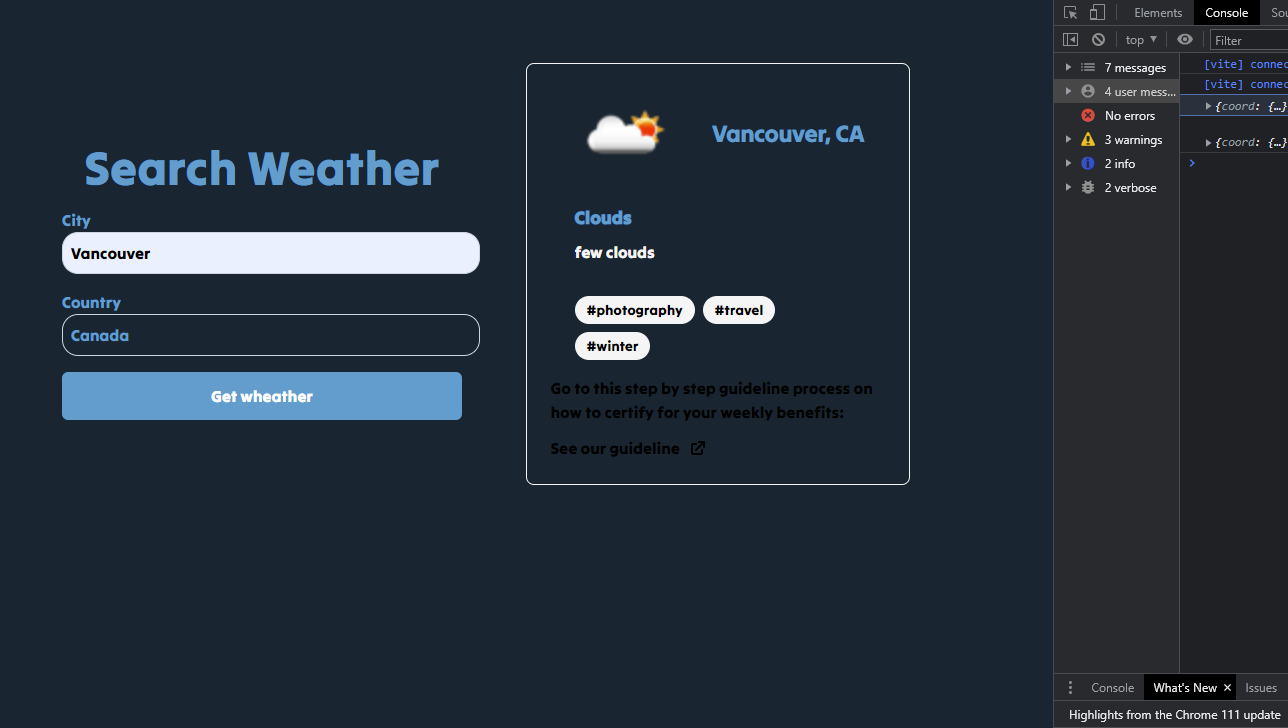 Search Weather
City
Vancouver
Country
Canada
Get wheather
Vancouver, CA
Clouds
few clouds
#photography #travel
#winter
Go to this step by step guideline process on
how to certify for your weekly benefits:
See our guideline
Elements Console Sou
top Filter
7 messages
4 user mess...
No errors
3 warnings
2 info
2 verbose
[vite] connec
[vite] connec
{coord: {…}
{coord: {…}
Console What's New Issues
Highlights from the Chrome 111 update